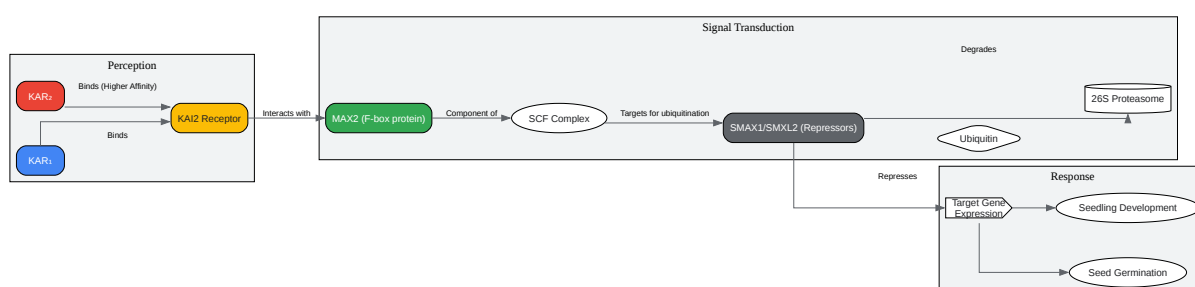 Signal Transduction
Degrades
Perception
KAR₂
Binds (Higher Affinity)
KAI2 Receptor
Binds
KAR₁
Interacts with
MAX2 (F-box protein)
Component of
SCF Complex
Targets for ubiquitination
SMAX1/SMXL2 (Repressors)
26S Proteasome
Ubiquitin
Represses
Response
Target Gene
Expression
Seedling Development
Seed Germination